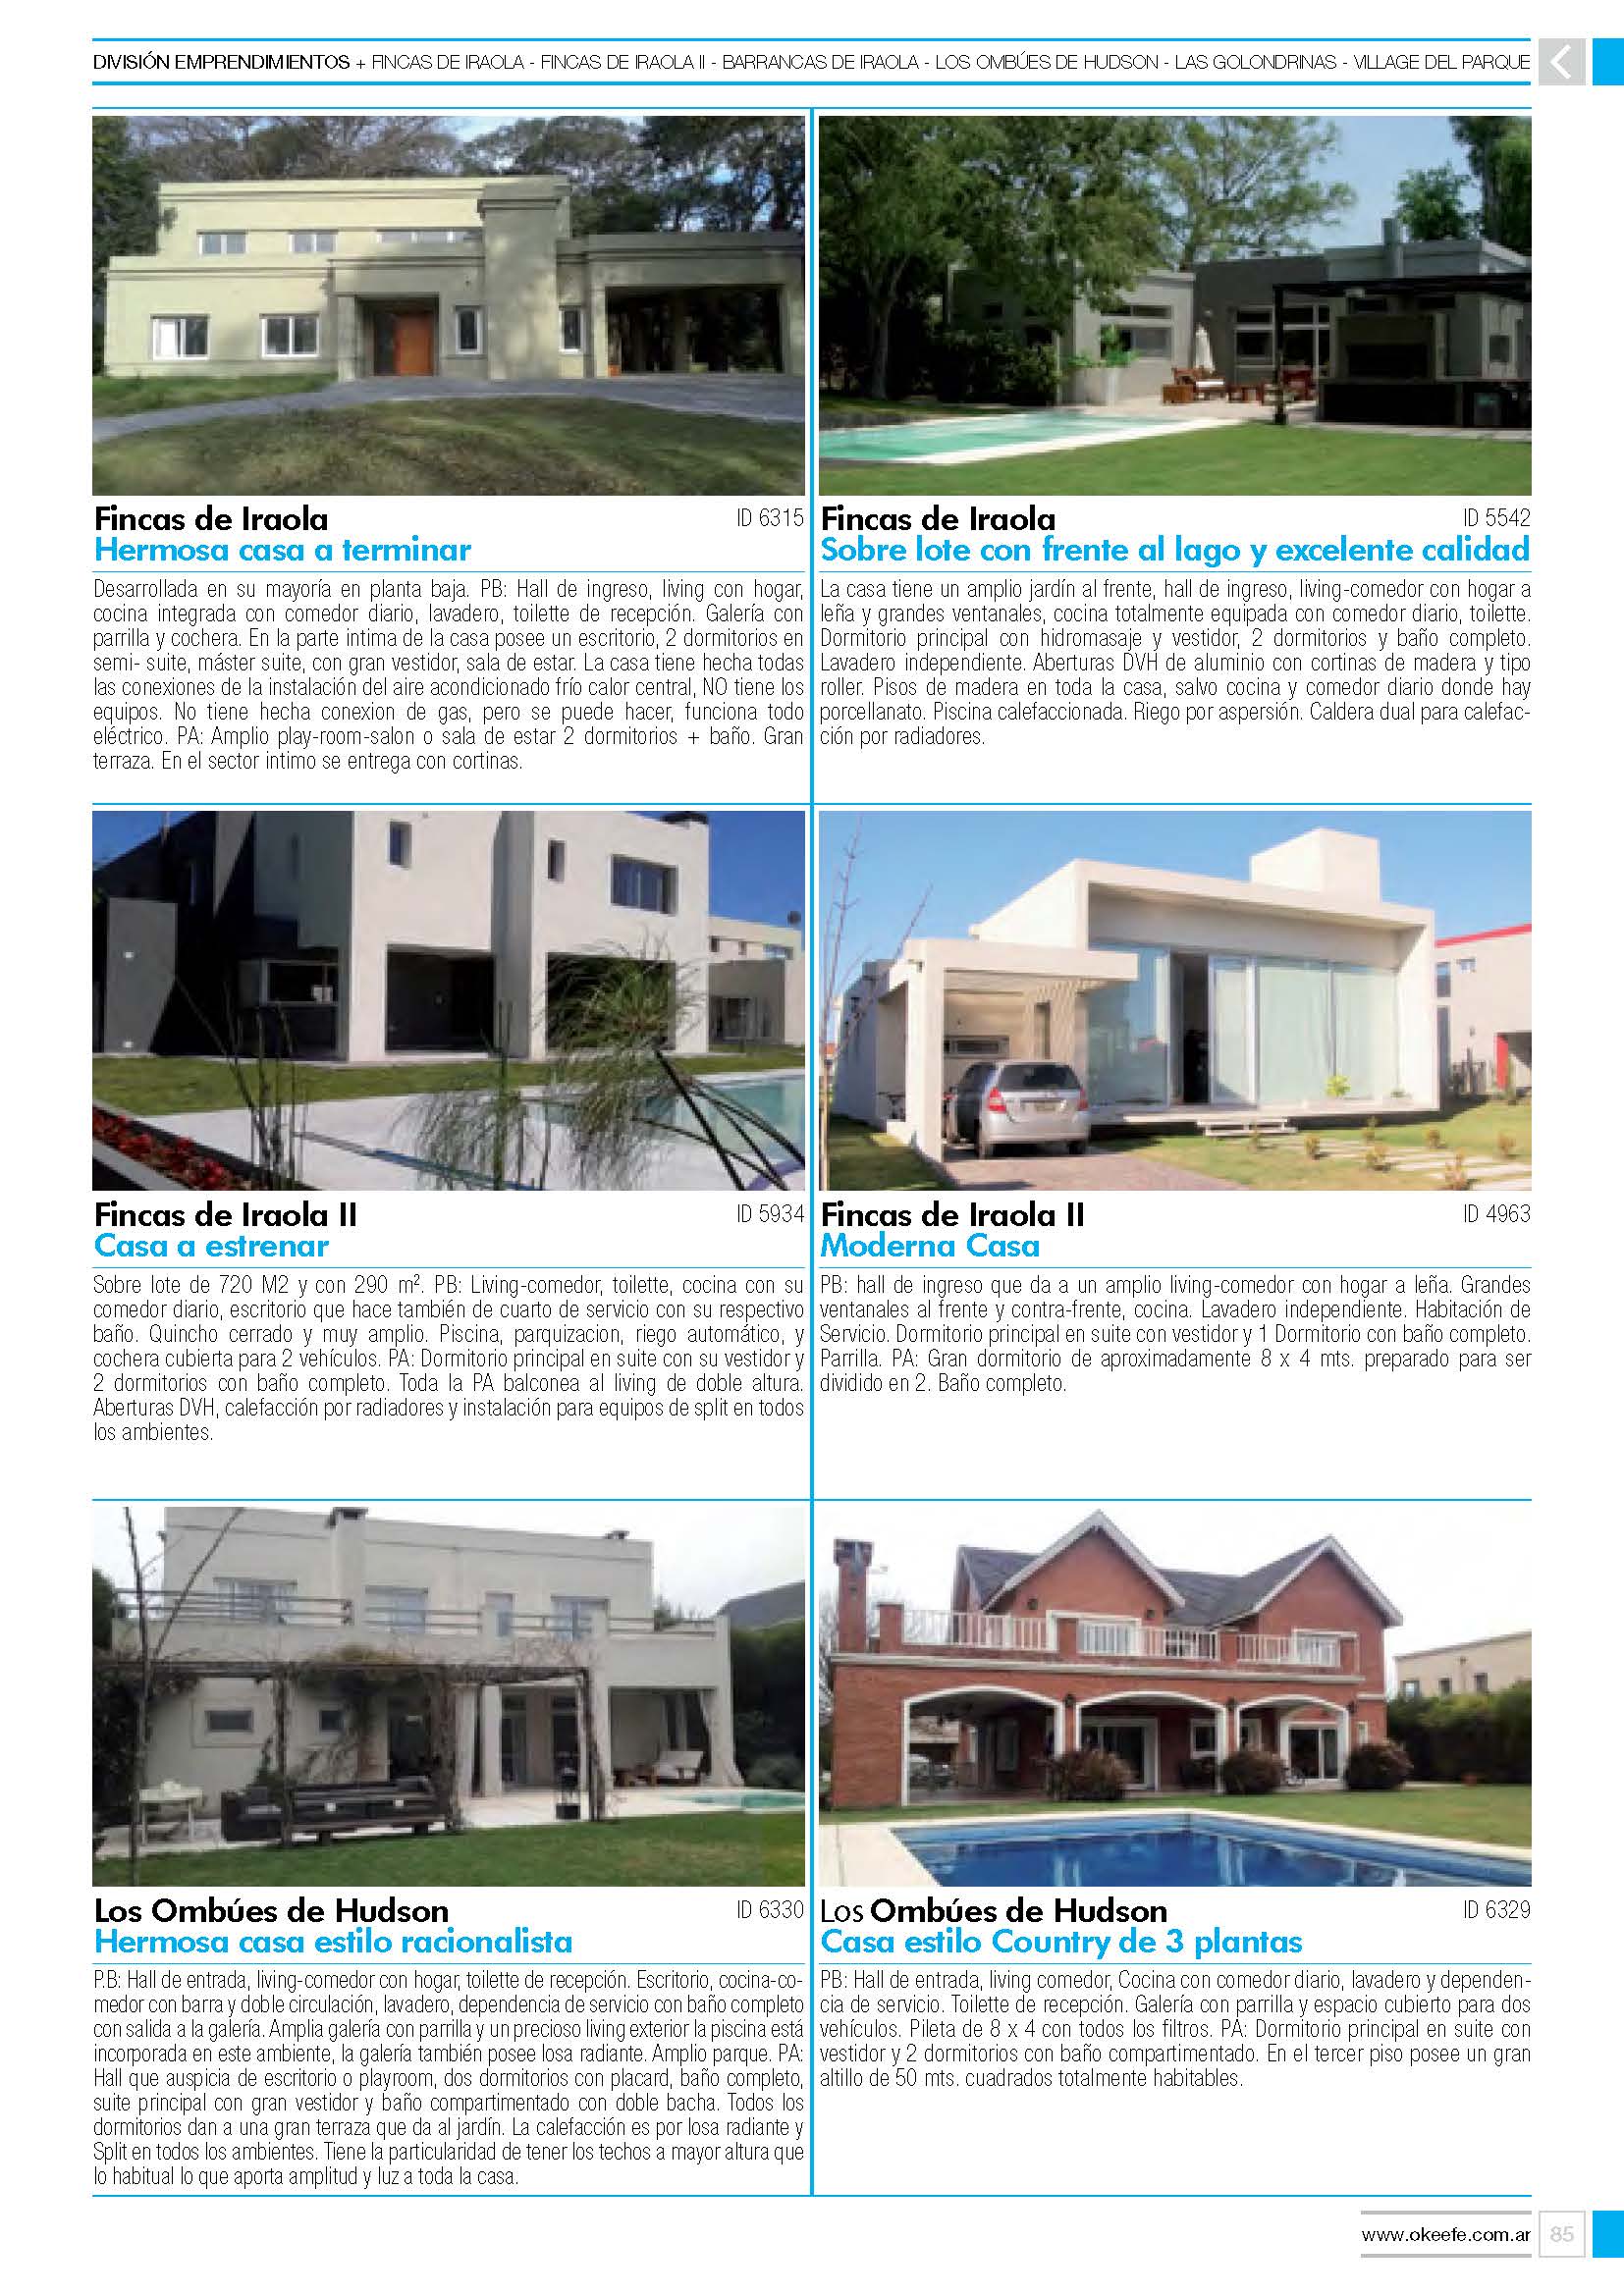 DIVISIÓN EMPRENDIMIENTOS + FINCAS DE IRAOLA - FINCAS DE IRAOLA II - BARRANCAS DE IRAOLA - LOS OMBÚES DE HUDSON - LAS GOLONDRINAS - VILLAGE DEL PARQUE
Fincas de Iraola ID 6315
Hermosa casa a terminar
Desarrollada en su mayoría en planta baja. PB: Hall de ingreso, living con hogar,
cocina integrada con comedor diario, lavadero, toilette de recepción. Galería con
parrilla y cochera. En la parte intima de la casa posee un escritorio, 2 dormitorios en
semi- suite, máster suite, con gran vestidor, sala de estar. La casa tiene hecha todas
las conexiones de la instalación del aire acondicionado frío calor central, NO tiene los
equipos. No tiene hecha conexion de gas, pero se puede hacer, funciona todo
eléctrico. PA: Amplio play-room-salon o sala de estar 2 dormitorios + baño. Gran
terraza. En el sector intimo se entrega con cortinas.
Fincas de Iraola ID 5542
Sobre lote con frente al lago y excelente calidad
La casa tiene un amplio jardín al frente, hall de ingreso, living-comedor con hogar a
leña y grandes ventanales, cocina totalmente equipada con comedor diario, toilette.
Dormitorio principal con hidromasaje y vestidor, 2 dormitorios y baño completo.
Lavadero independiente. Aberturas DVH de aluminio con cortinas de madera y tipo
roller. Pisos de madera en toda la casa, salvo cocina y comedor diario donde hay
porcellanato. Piscina calefaccionada. Riego por aspersión. Caldera dual para calefac-
ción por radiadores.
Fincas de Iraola II ID 5934
Casa a estrenar
Sobre lote de 720 M2 y con 290 m². PB: Living-comedor, toilette, cocina con su
comedor diario, escritorio que hace también de cuarto de servicio con su respectivo
baño. Quincho cerrado y muy amplio. Piscina, parquizacion, riego automático, y
cochera cubierta para 2 vehículos. PA: Dormitorio principal en suite con su vestidor y
2 dormitorios con baño completo. Toda la PA balconea al living de doble altura.
Aberturas DVH, calefacción por radiadores y instalación para equipos de split en todos
los ambientes.
Fincas de Iraola II ID 4963
Moderna Casa
PB: hall de ingreso que da a un amplio living-comedor con hogar a leña. Grandes
ventanales al frente y contra-frente, cocina. Lavadero independiente. Habitación de
Servicio. Dormitorio principal en suite con vestidor y 1 Dormitorio con baño completo.
Parrilla. PA: Gran dormitorio de aproximadamente 8 x 4 mts. preparado para ser
dividido en 2. Baño completo.
Los Ombúes de Hudson ID 6330
Hermosa casa estilo racionalista
P.B: Hall de entrada, living-comedor con hogar, toilette de recepción. Escritorio, cocina-co-
medor con barra y doble circulación, lavadero, dependencia de servicio con baño completo
con salida a la galería. Amplia galería con parrilla y un precioso living exterior la piscina está
incorporada en este ambiente, la galería también posee losa radiante. Amplio parque. PA:
Hall que auspicia de escritorio o playroom, dos dormitorios con placard, baño completo,
suite principal con gran vestidor y baño compartimentado con doble bacha. Todos los
dormitorios dan a una gran terraza que da al jardín. La calefacción es por losa radiante y
Split en todos los ambientes. Tiene la particularidad de tener los techos a mayor altura que
lo habitual lo que aporta amplitud y luz a toda la casa.
Los Ombúes de Hudson ID 6329
Casa estilo Country de 3 plantas
PB: Hall de entrada, living comedor, Cocina con comedor diario, lavadero y dependen-
cia de servicio. Toilette de recepción. Galería con parrilla y espacio cubierto para dos
vehículos. Pileta de 8 x 4 con todos los filtros. PA: Dormitorio principal en suite con
vestidor y 2 dormitorios con baño compartimentado. En el tercer piso posee un gran
altillo de 50 mts. cuadrados totalmente habitables.
www.okeefe.com.ar 85